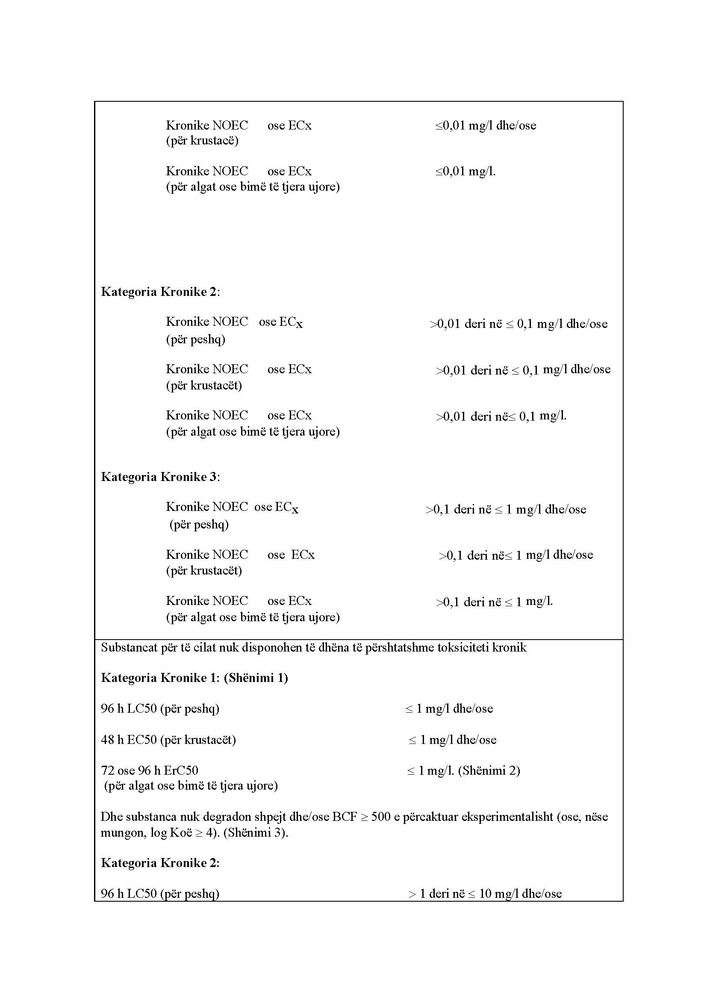 Kronike NOEC ose ECx ≤0,01 mg/l dhe/ose
(për krustacë)
Kronike NOEC ose ECx ≤0,01 mg/l.
(për algat ose bimë të tjera ujore)
Kategoria Kronike 2:
Kronike NOEC ose ECx >0,01 deri në ≤ 0,1 mg/l dhe/ose
(për peshq)
Kronike NOEC ose ECx >0,01 deri në ≤ 0,1 mg/l dhe/ose
(për krustacët)
Kronike NOEC ose ECx >0,01 deri në≤ 0,1 mg/l.
(për algat ose bimë të tjera ujore)
Kategoria Kronike 3:
Kronike NOEC ose ECx >0,1 deri në ≤ 1 mg/l dhe/ose
(për peshq)
Kronike NOEC ose ECx >0,1 deri në≤ 1 mg/l dhe/ose
(për krustacët)
Kronike NOEC ose ECx >0,1 deri në ≤ 1 mg/l.
(për algat ose bimë të tjera ujore)
Substancat për të cilat nuk disponohen të dhëna të përshtatshme toksiciteti kronik
Kategoria Kronike 1: (Shënimi 1)
96 h LC50 (për peshq) ≤ 1 mg/l dhe/ose
48 h EC50 (për krustacët) ≤ 1 mg/l dhe/ose
72 ose 96 h ErC50 ≤ 1 mg/l. (Shënimi 2)
(për algat ose bimë të tjera ujore)
Dhe substanca nuk degradon shpejt dhe/ose BCF ≥ 500 e përcaktuar eksperimentalisht (ose, nëse
mungon, log Koë ≥ 4). (Shënimi 3).
Kategoria Kronike 2:
96 h LC50 (për peshq) > 1 deri në ≤ 10 mg/l dhe/ose